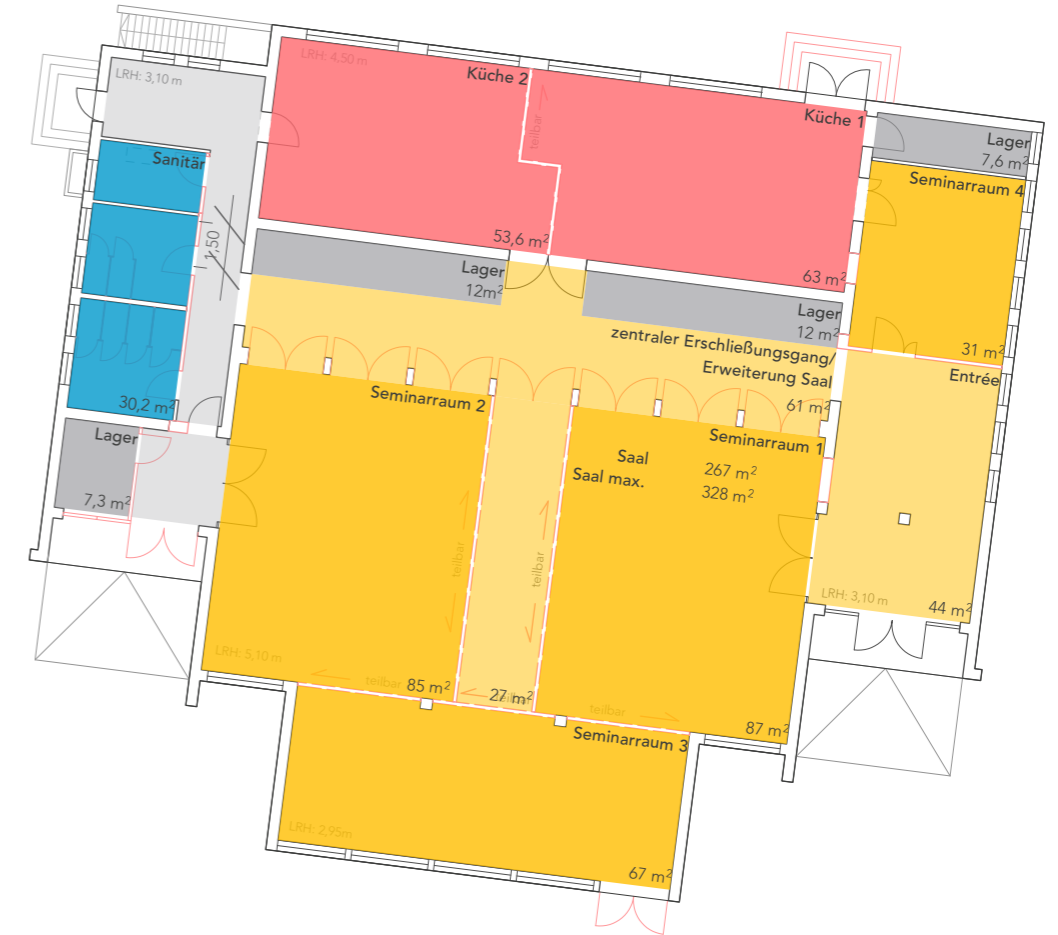 LRH: 4,50 m
LRH: 3,10 m
Küche 2
teilbar
Küche 1
Lager
7,6 m²
Sanitär
Seminarraum 4
1,50
53,6 m²
63 m²
Lager
12m²
Lager
12 m²
zentraler Erschließungsgang/
Erweiterung Saal
61 m²
31 m²
Entrée
30,2 m²
Seminarraum 2
Seminarraum 1
Lager
7,3 m²
Saal 267 m²
Saal max. 328 m²
teilbar
teilbar
LRH: 3,10 m
44 m²
LRH: 5,10 m
teilbar
85 m²
teilbar
27 m²
teilbar
87 m²
Seminarraum 3
LRH: 2,95m
67 m²